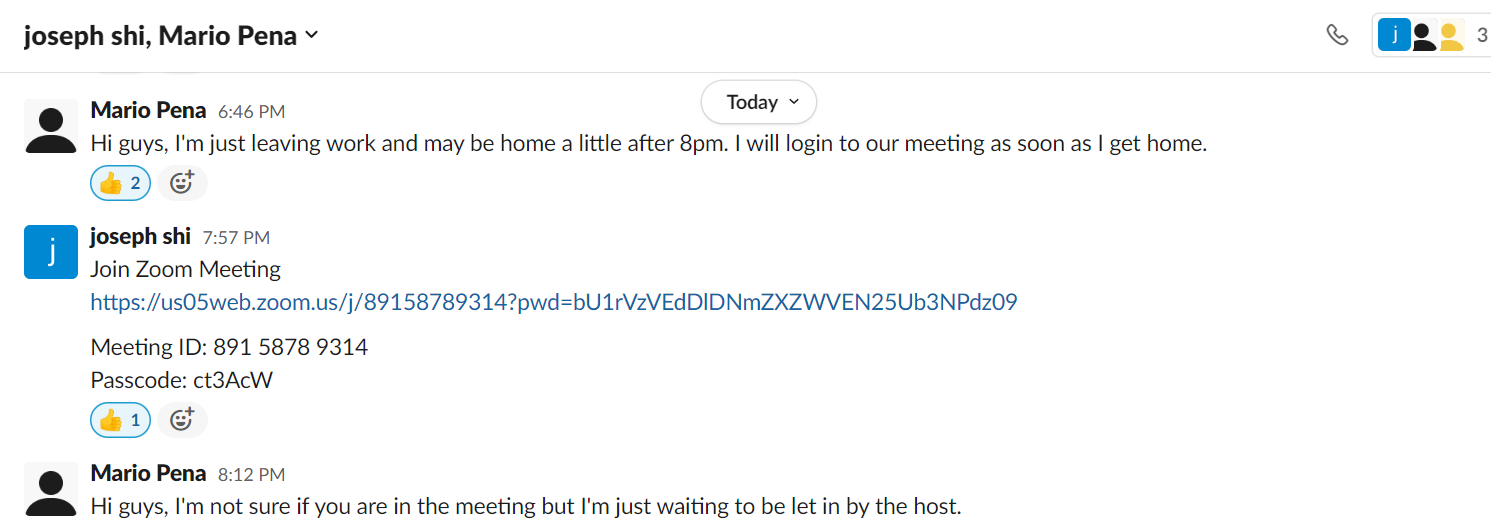 joseph shi, Mario Pena
j
3
Today
Mario Pena 6:46 PM
Hi guys, I'm just leaving work and may be home a little after 8pm. I will login to our meeting as soon as I get home.
2
j
joseph shi 7:57 PM
Join Zoom Meeting
https://us05web.zoom.us/j/89158789314?pwd=bU1rVzVEdDlDNmZXZWVEN25Ub3NPdz09
Meeting ID: 891 5878 9314
Passcode: ct3AcW
1
Mario Pena 8:12 PM
Hi guys, I'm not sure if you are in the meeting but I'm just waiting to be let in by the host.